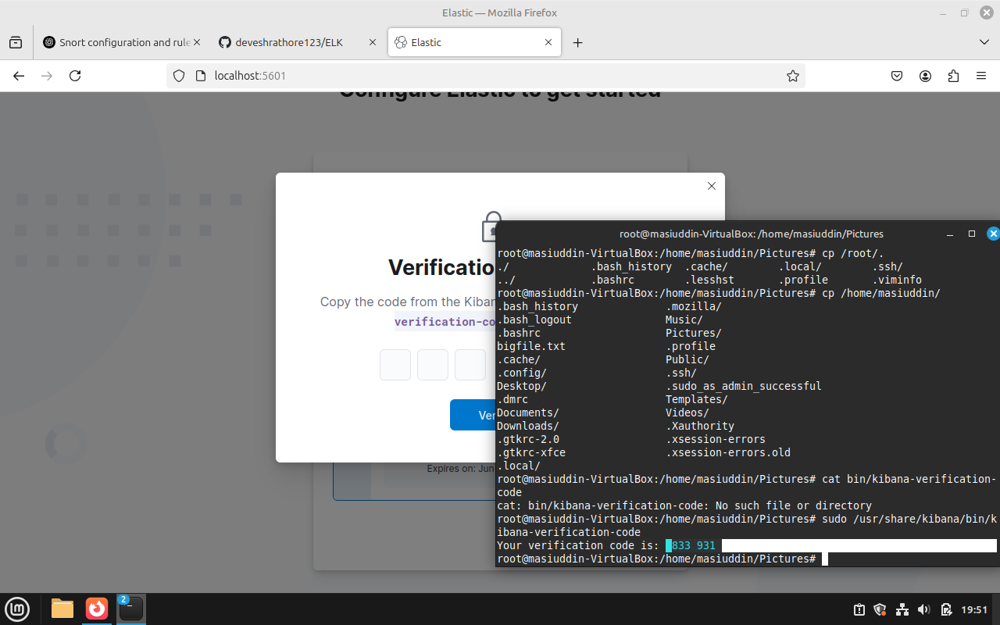 Elastic — Mozilla Firefox
Snort configuration and rule
deveshrathore123/ELK
Elastic
localhost:5601
Configure Elastic to get started
Verificatio
Copy the code from the Kiban
verification-co
Ver
Expires on: Jun
root@masiuddin-VirtualBox: /home/masiuddin/Pictures
root@masiuddin-VirtualBox:/home/masiuddin/Pictures# cp /root/.
./ .bash_history .cache/ .local/ .ssh/
../ .bashrc .lesshst .profile .viminfo
root@masiuddin-VirtualBox:/home/masiuddin/Pictures# cp /home/masiuddin/
.bash_history .mozilla/
.bash_logout Music/
.bashrc Pictures/
bigfile.txt .profile
.cache/ Public/
.config/ .ssh/
Desktop/ .sudo_as_admin_successful
.dmrc Templates/
Documents/ Videos/
Downloads/ .Xauthority
.gtkrc-2.0 .xsession-errors
.gtkrc-xfce .xsession-errors.old
.local/
root@masiuddin-VirtualBox:/home/masiuddin/Pictures# cat bin/kibana-verification-
code
cat: bin/kibana-verification-code: No such file or directory
root@masiuddin-VirtualBox:/home/masiuddin/Pictures# sudo /usr/share/kibana/bin/k
ibana-verification-code
Your verification code is: 833 931
root@masiuddin-VirtualBox:/home/masiuddin/Pictures#
2
19:51